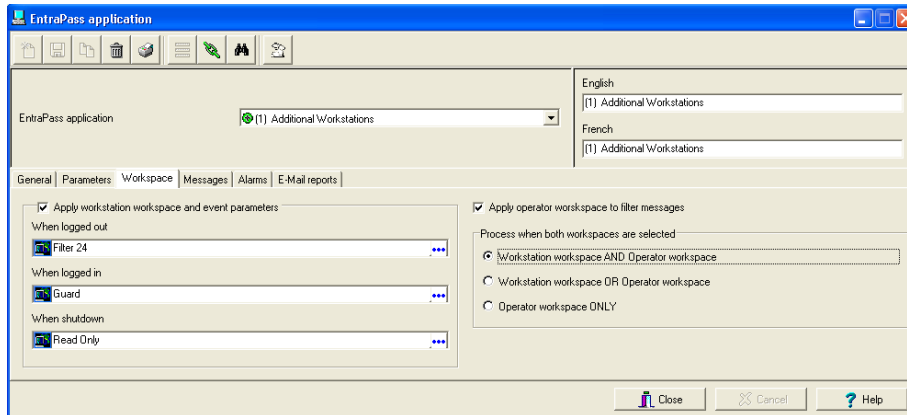 EntraPass application
English
(1) Additional Workstations
EntraPass application
(1) Additional Workstations
French
(1) Additional Workstations
General Parameters Workspace Messages Alarms E-Mail reports
Apply workstation workspace and event parameters
When logged out
Filter 24
When logged in
Guard
When shutdown
Read Only
Apply operator worskspace to filter messages
Process when both workspaces are selected
Workstation workspace AND Operator workspace
Workstation workspace OR Operator workspace
Operator workspace ONLY
Close Cancel Help